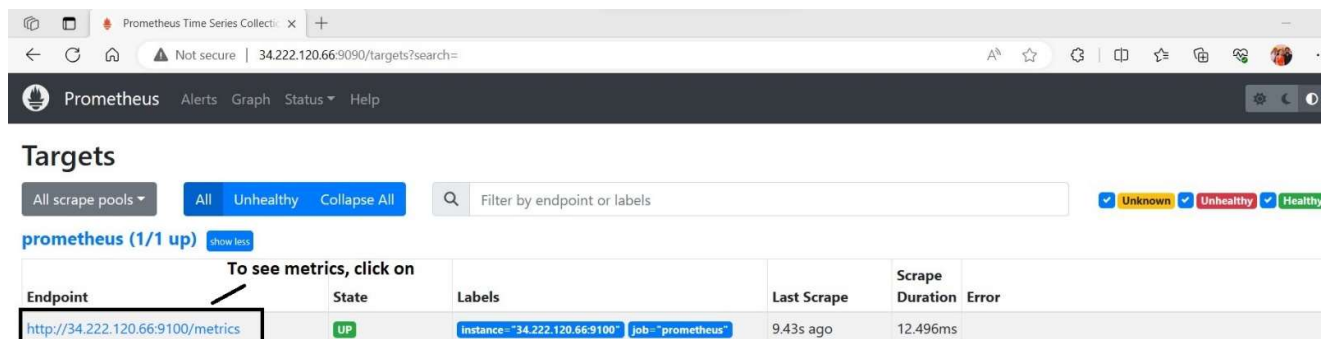 Prometheus Time Series Collectic
Not secure | 34.222.120.66:9090/targets?search=
Prometheus Alerts Graph Status Help
Targets
All scrape pools All Unhealthy Collapse All Filter by endpoint or labels Unknown Unhealthy Healthy
prometheus (1/1 up) show less
To see metrics, click on
Endpoint State Labels Last Scrape Scrape Duration Error
http://34.222.120.66:9100/metrics UP instance="34.222.120.66:9100" job="prometheus" 9.43s ago 12.496ms